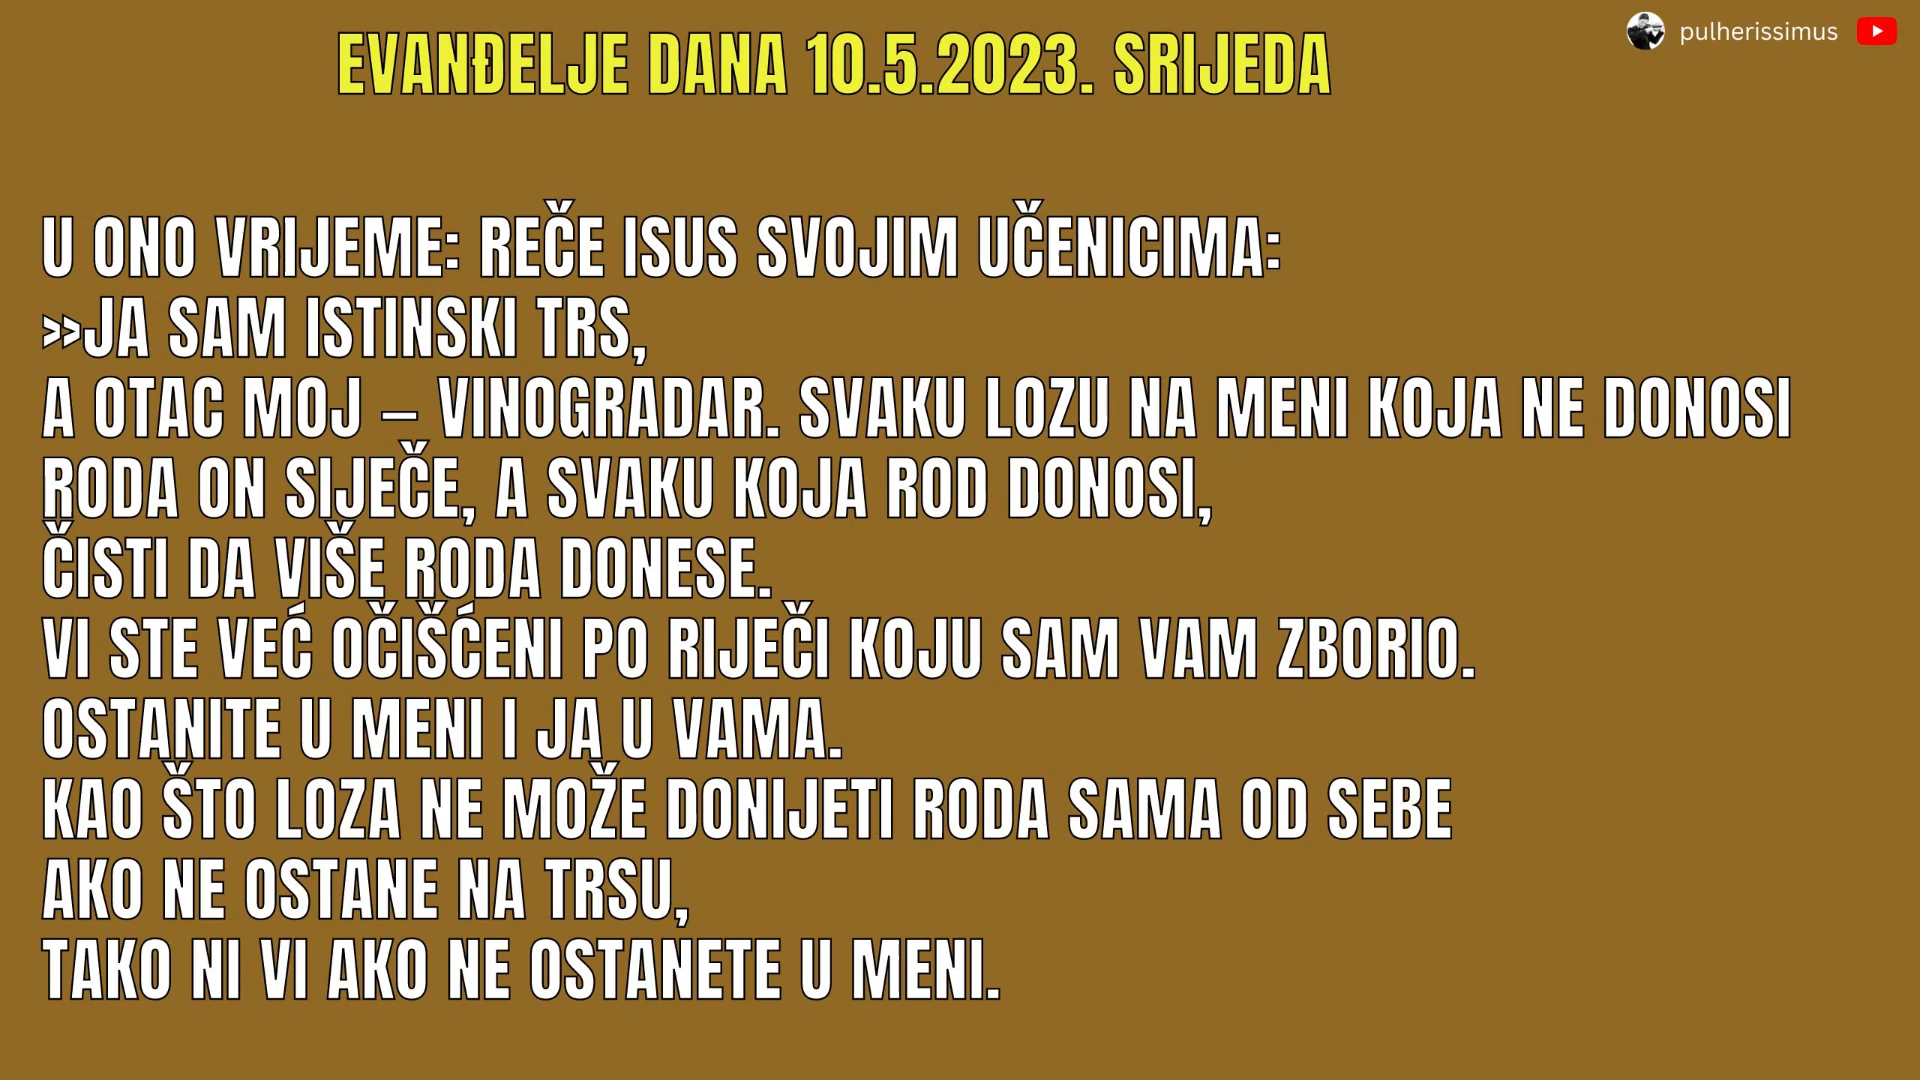 EVANĐELJE DANA 10.5.2023. SRIJEDA
pulherissimus
U ONO VRIJEME: REČE ISUS SVOJIM UČENICIMA:
»JA SAM ISTINSKI TRS,
A OTAC MOJ – VINOGRADAR. SVAKU LOZU NA MENI KOJA NE DONOSI
RODA ON SIJEČE, A SVAKU KOJA ROD DONOSI,
ČISTI DA VIŠE RODA DONESE.
VI STE VEĆ OČIŠĆENI PO RIJEČI KOJU SAM VAM ZBORIO.
OSTANITE U MENI I JA U VAMA.
KAO ŠTO LOZA NE MOŽE DONIJETI RODA SAMA OD SEBE
AKO NE OSTANE NA TRSU,
TAKO NI VI AKO NE OSTANETE U MENI.